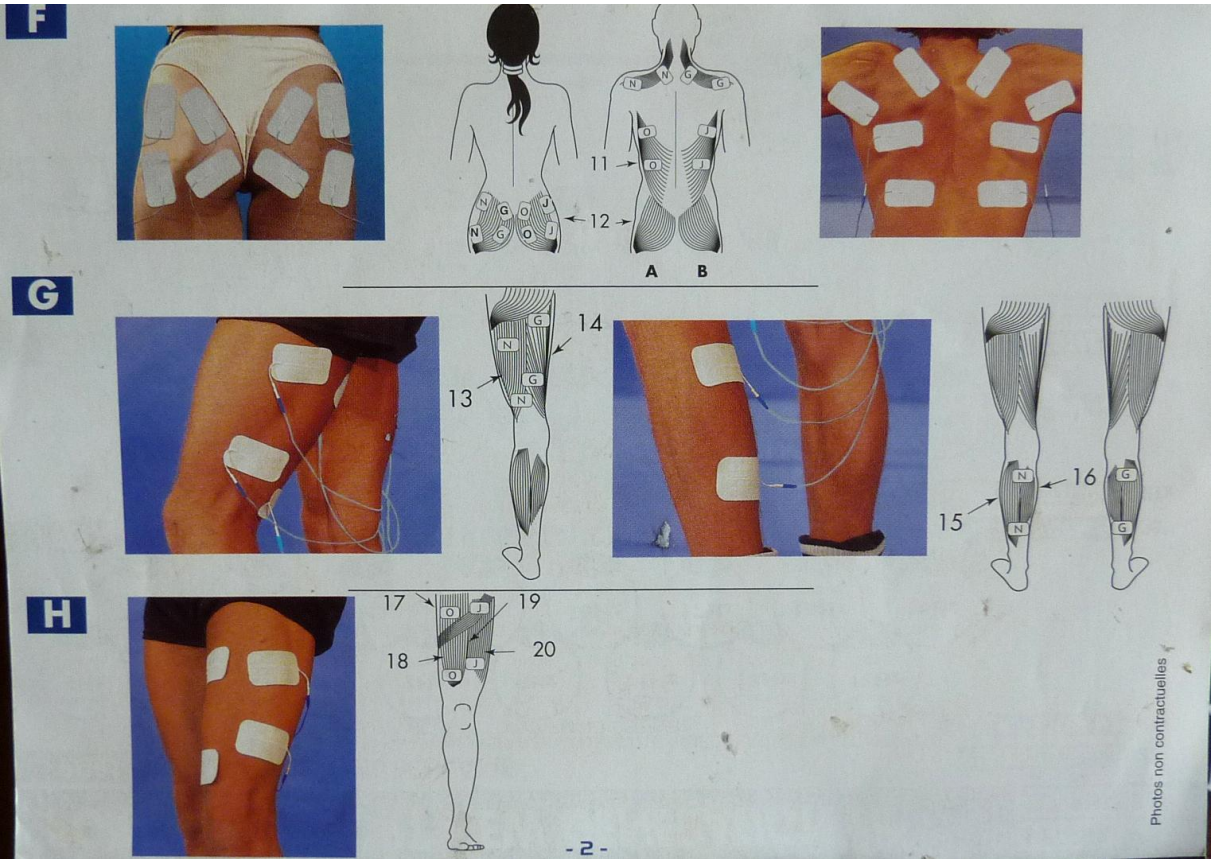 F
N N G G
O J
11
O J
N G O J
12
N G O J
A B
G
G
14
N
G
13
N
N G
16
15
N G
H
17 19
O J
18 J 20
O
Photos non contractuelles
- 2 -